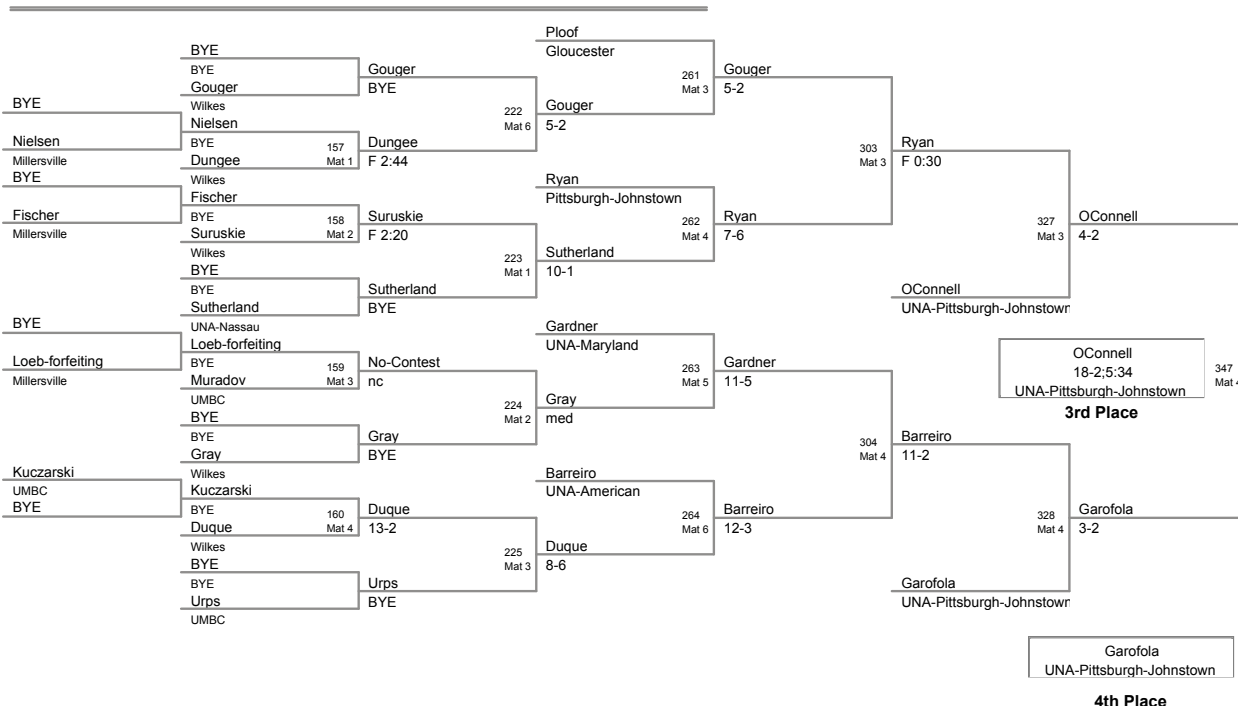 BYE
Nielsen
Millersville
BYE
Fischer
Millersville
BYE
Loeb-forfeiting
Millersville
Kuczarski
UMBC
BYE
BYE
BYE
Gouger
Wilkes
Nielsen
BYE
157
Dungee
Mat 1
Wilkes
Fischer
BYE
158
Suruskie
Mat 2
Wilkes
BYE
BYE
Sutherland
UNA-Nassau
Loeb-forfeiting
BYE
159
Muradov
Mat 3
UMBC
BYE
BYE
Gray
Wilkes
Kuczarski
BYE
160
Duque
Mat 4
Wilkes
BYE
BYE
Urps
UMBC
Gouger
BYE
222
Mat 6
Dungee
F 2:44
Suruskie
F 2:20
223
Mat 1
Sutherland
BYE
No-Contest
nc
224
Mat 2
Gray
BYE
Duque
13-2
225
Mat 3
Urps
BYE
Ploof
Gloucester
261
Mat 3
Gouger
5-2
Ryan
Pittsburgh-Johnstown
262
Mat 4
Sutherland
10-1
Gardner
UNA-Maryland
263
Mat 5
Gray
med
Barreiro
UNA-American
264
Mat 6
Duque
8-6
Gouger
5-2
303
Mat 3
Ryan
7-6
Gardner
11-5
304
Mat 4
Barreiro
12-3
Ryan
F 0:30
327
Mat 3
OConnell
UNA-Pittsburgh-Johnstown
Barreiro
11-2
328
Mat 4
Garofola
UNA-Pittsburgh-Johnstown
OConnell
4-2
OConnell
18-2;5:34
UNA-Pittsburgh-Johnstown
3rd Place
347
Mat 4
Garofola
3-2
Garofola
UNA-Pittsburgh-Johnstown
4th Place